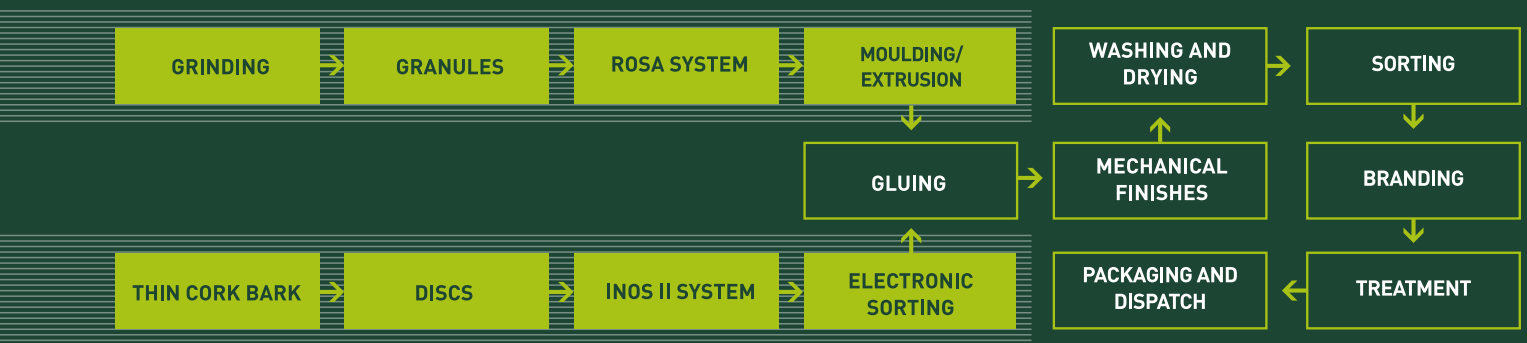 GRINDING
GRANULES
ROSA SYSTEM
MOULDING/
EXTRUSION
WASHING AND
DRYING
SORTING
GLUING
MECHANICAL
FINISHES
BRANDING
THIN CORK BARK
DISCS
INOS II SYSTEM
ELECTRONIC
SORTING
PACKAGING AND
DISPATCH
TREATMENT